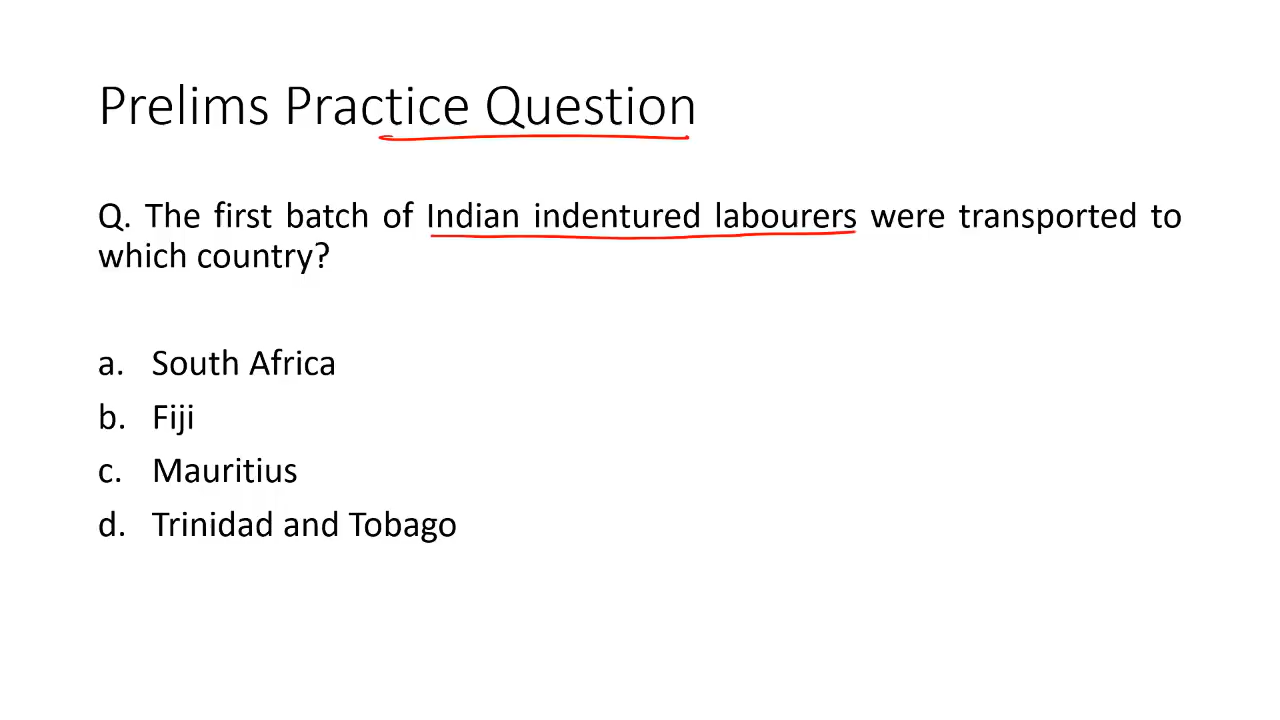 Prelims Practice Question
Q. The first batch of Indian indentured labourers were transported to
which country?
a. South Africa
b. Fiji
c. Mauritius
d. Trinidad and Tobago